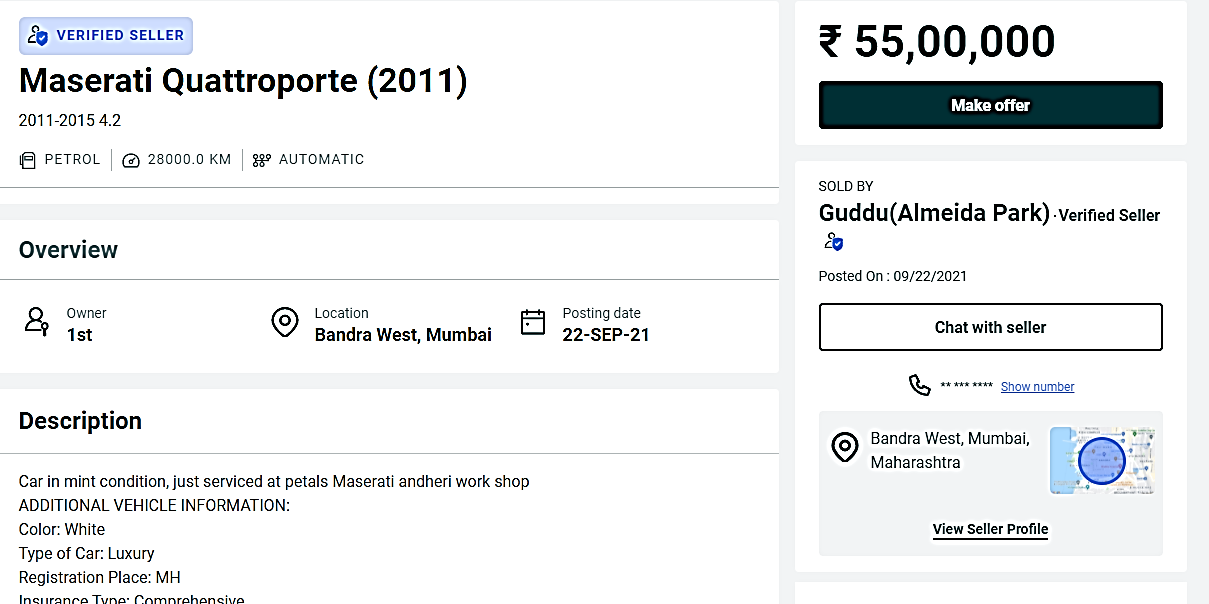 VERIFIED SELLER
Maserati Quattroporte (2011)
2011-2015 4.2
PETROL 28000.0 KM AUTOMATIC
Overview
Owner
1st
Location
Bandra West, Mumbai
Posting date
22-SEP-21
Description
Car in mint condition, just serviced at petals Maserati andheri work shop
ADDITIONAL VEHICLE INFORMATION:
Color: White
Type of Car: Luxury
Registration Place: MH
Insurance Type: Comprehensive
₹ 55,00,000
Make offer
SOLD BY
Guddu(Almeida Park) · Verified Seller
Posted On : 09/22/2021
Chat with seller
** *** **** Show number
Bandra West, Mumbai,
Maharashtra
View Seller Profile